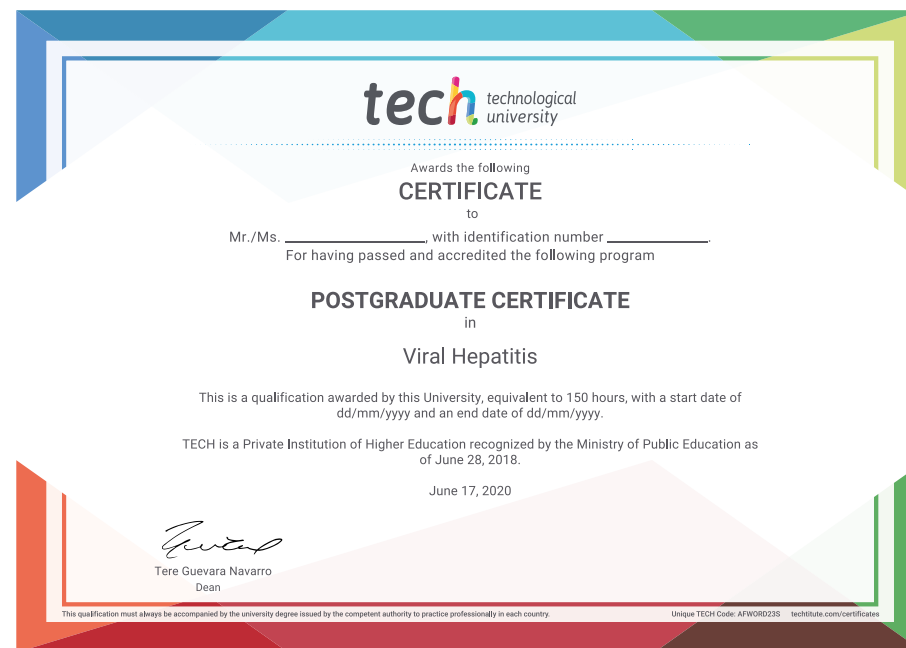 tech technological
university
Awards the following
CERTIFICATE
to
Mr./Ms. ____________________, with identification number ______________.
For having passed and accredited the following program
POSTGRADUATE CERTIFICATE
in
Viral Hepatitis
This is a qualification awarded by this University, equivalent to 150 hours, with a start date of
dd/mm/yyyy and an end date of dd/mm/yyyy.
TECH is a Private Institution of Higher Education recognized by the Ministry of Public Education as
of June 28, 2018.
June 17, 2020
Tere Guevara Navarro
Dean
This qualification must always be accompanied by the university degree issued by the competent authority to practice professionally in each country. Unique TECH Code: AFWORD23S techtitute.com/certificates